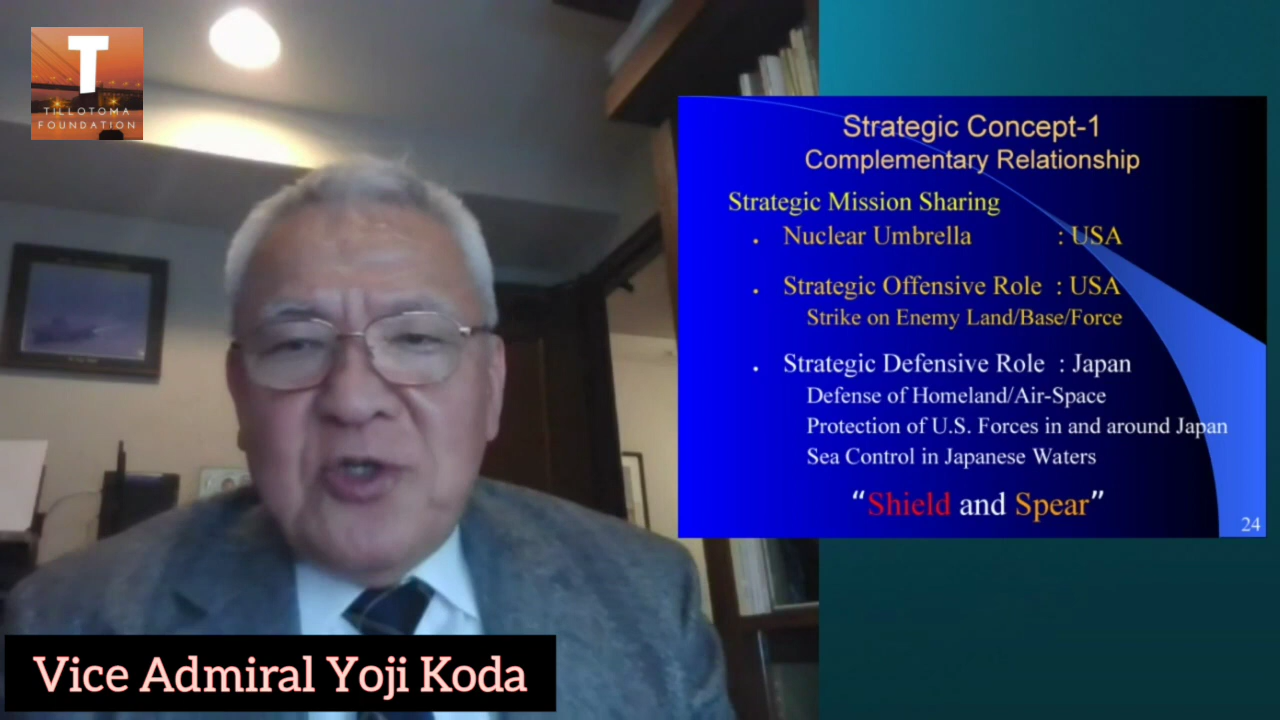 T
TILLOTOMA
FOUNDATION
Strategic Concept-1
Complementary Relationship
Strategic Mission Sharing
• Nuclear Umbrella : USA
• Strategic Offensive Role : USA
Strike on Enemy Land/Base/Force
• Strategic Defensive Role : Japan
Defense of Homeland/Air-Space
Protection of U.S. Forces in and around Japan
Sea Control in Japanese Waters
“Shield and Spear”
24
Vice Admiral Yoji Koda